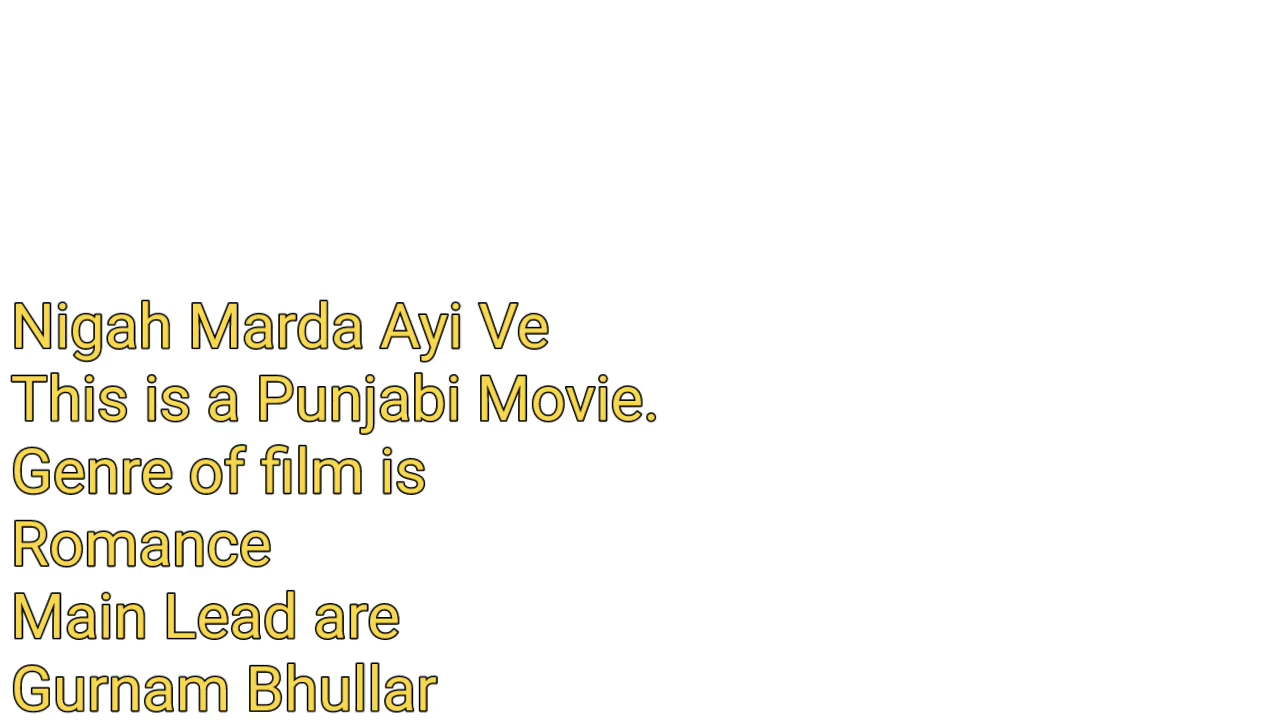 Nigah Marda Ayi Ve
This is a Punjabi Movie.
Genre of film is
Romance
Main Lead are
Gurnam Bhullar